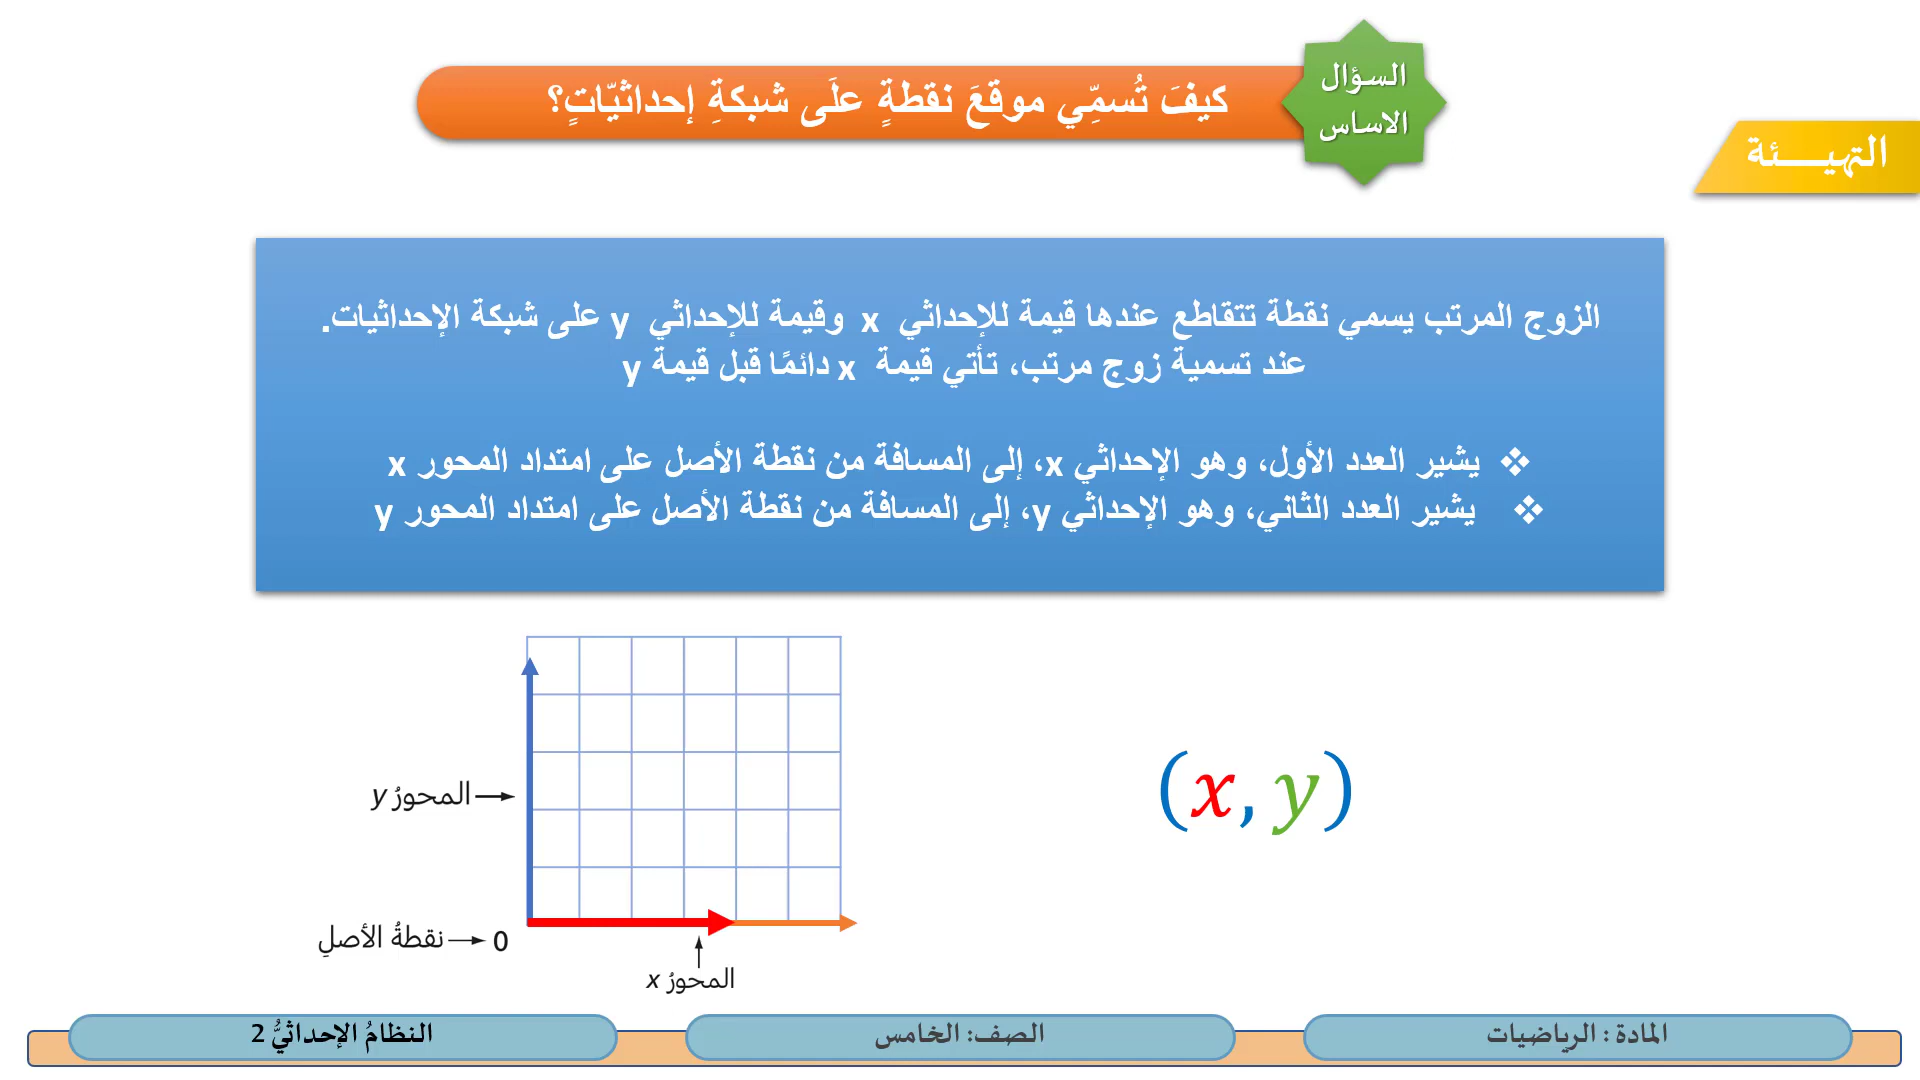 السؤال
الاساس
كيفَ تُسمِّي موقعَ نقطةٍ علَى شبكةِ إحداثيّاتٍ؟
التهيـــــئة
الزوج المرتب يسمي نقطة تتقاطع عندها قيمة للإحداثي x وقيمة للإحداثي y على شبكة الإحداثيات.
عند تسمية زوج مرتب، تأتي قيمة x دائمًا قبل قيمة y
❖ يشير العدد الأول، وهو الإحداثي x، إلى المسافة من نقطة الأصل على امتداد المحور x
❖ يشير العدد الثاني، وهو الإحداثي y، إلى المسافة من نقطة الأصل على امتداد المحور y
(x, y)
المحورُ y
نقطةُ الأصلِ
0
المحورُ x
المادة : الرياضيات
الصف: الخامس
النظامُ الإحداثيُّ 2